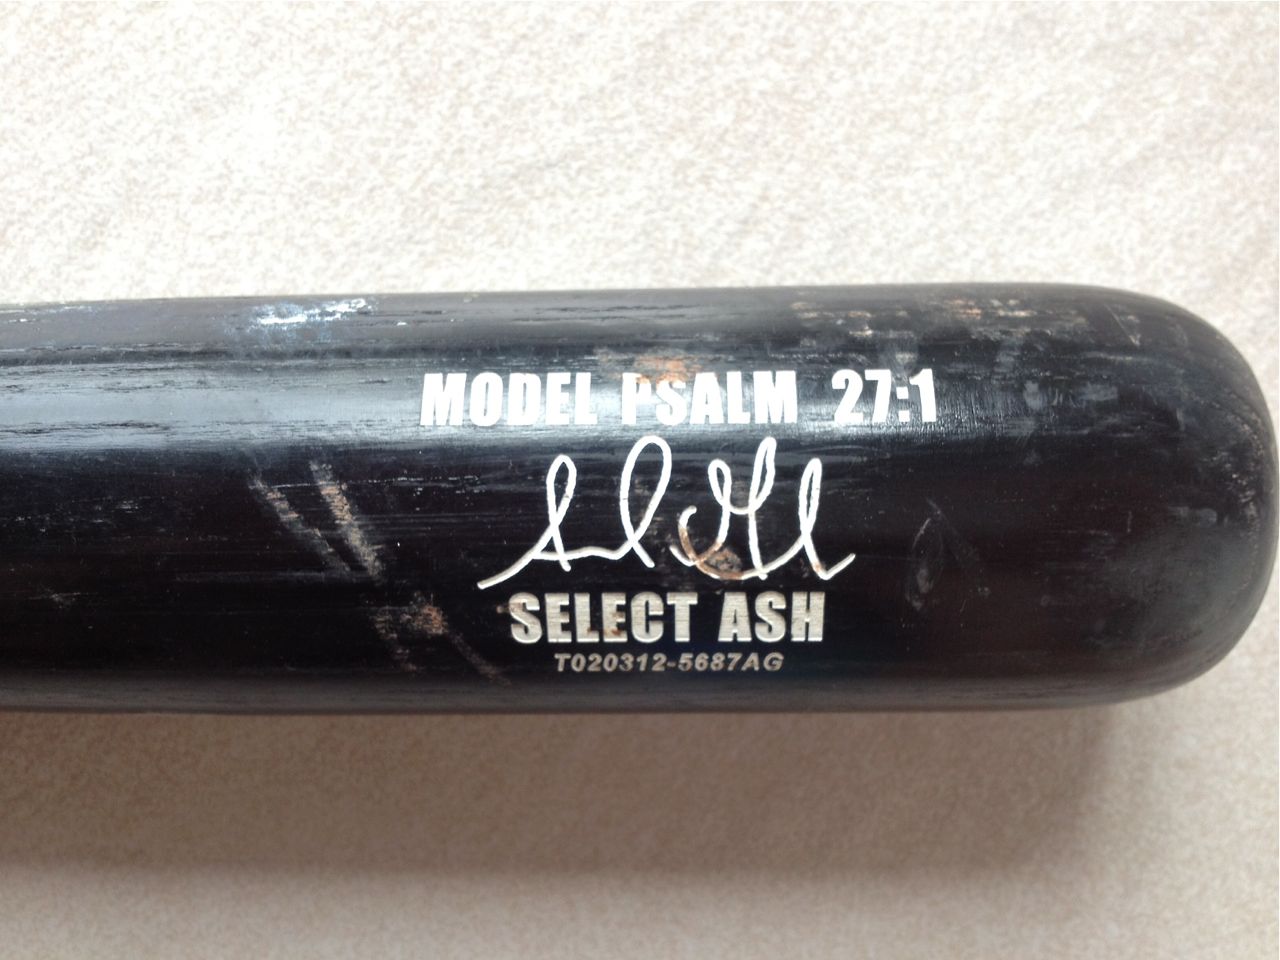 MODEL PSALM 27:1
SELECT ASH
T020312-5687AG